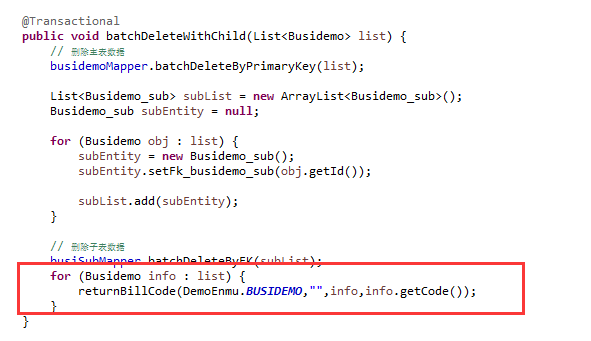 @Transactional
public void batchDeleteWithChild(List<Busidemo> list) {
// 删除主表数据
busidemoMapper.batchDeleteByPrimaryKey(list);
List<Busidemo_sub> subList = new ArrayList<Busidemo_sub>();
Busidemo_sub subEntity = null;
for (Busidemo obj : list) {
subEntity = new Busidemo_sub();
subEntity.setFk_busidemo_sub(obj.getId());
subList.add(subEntity);
}
// 删除子表数据
busiSubMapper.batchDeleteByFK(subList);
for (Busidemo info : list) {
returnBillCode(DemoEnmu.BUSIDEMO,"",info,info.getCode());
}
}